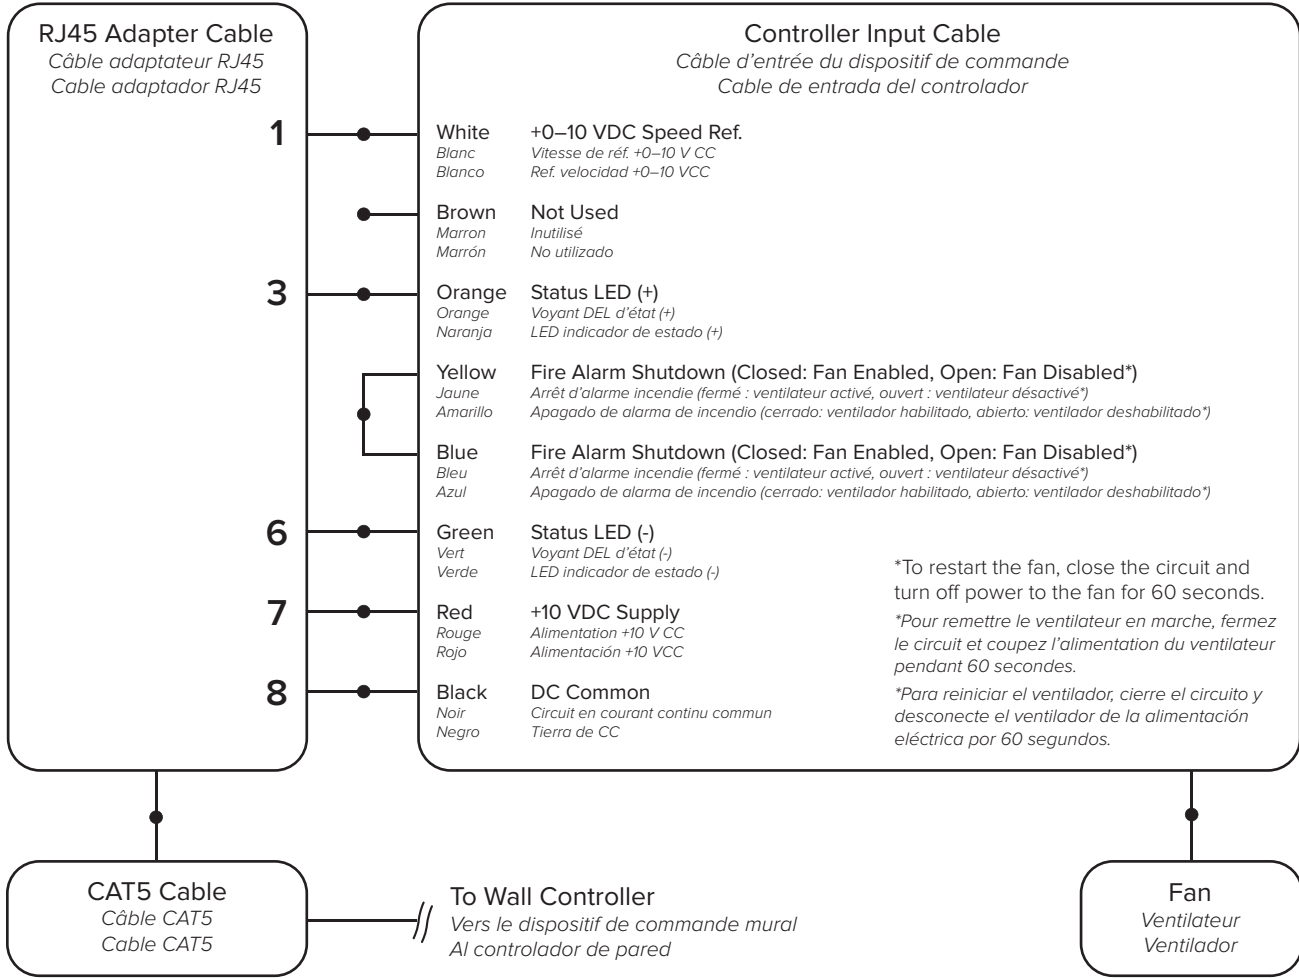 RJ45 Adapter Cable
Câble adaptateur RJ45
Cable adaptador RJ45
Controller Input Cable
Câble d’entrée du dispositif de commande
Cable de entrada del controlador
1
White +0–10 VDC Speed Ref.
Blanc Vitesse de réf. +0–10 V CC
Blanco Ref. velocidad +0–10 VCC
Brown Not Used
Marron Inutilisé
Marrón No utilizado
3
Orange Status LED (+)
Orange Voyant DEL d’état (+)
Naranja LED indicador de estado (+)
Yellow Fire Alarm Shutdown (Closed: Fan Enabled, Open: Fan Disabled*)
Jaune Arrêt d’alarme incendie (fermé : ventilateur activé, ouvert : ventilateur désactivé*)
Amarillo Apagado de alarma de incendio (cerrado: ventilador habilitado, abierto: ventilador deshabilitado*)
Blue Fire Alarm Shutdown (Closed: Fan Enabled, Open: Fan Disabled*)
Bleu Arrêt d’alarme incendie (fermé : ventilateur activé, ouvert : ventilateur désactivé*)
Azul Apagado de alarma de incendio (cerrado: ventilador habilitado, abierto: ventilador deshabilitado*)
6
Green Status LED (-)
Vert Voyant DEL d’état (-)
Verde LED indicador de estado (-)
7
Red +10 VDC Supply
Rouge Alimentation +10 V CC
Rojo Alimentación +10 VCC
8
Black DC Common
Noir Circuit en courant continu commun
Negro Tierra de CC
*To restart the fan, close the circuit and
turn off power to the fan for 60 seconds.
*Pour remettre le ventilateur en marche, fermez
le circuit et coupez l’alimentation du ventilateur
pendant 60 secondes.
*Para reiniciar el ventilador, cierre el circuito y
desconecte el ventilador de la alimentación
eléctrica por 60 segundos.
CAT5 Cable
Câble CAT5
Cable CAT5
To Wall Controller
Vers le dispositif de commande mural
Al controlador de pared
Fan
Ventilateur
Ventilador